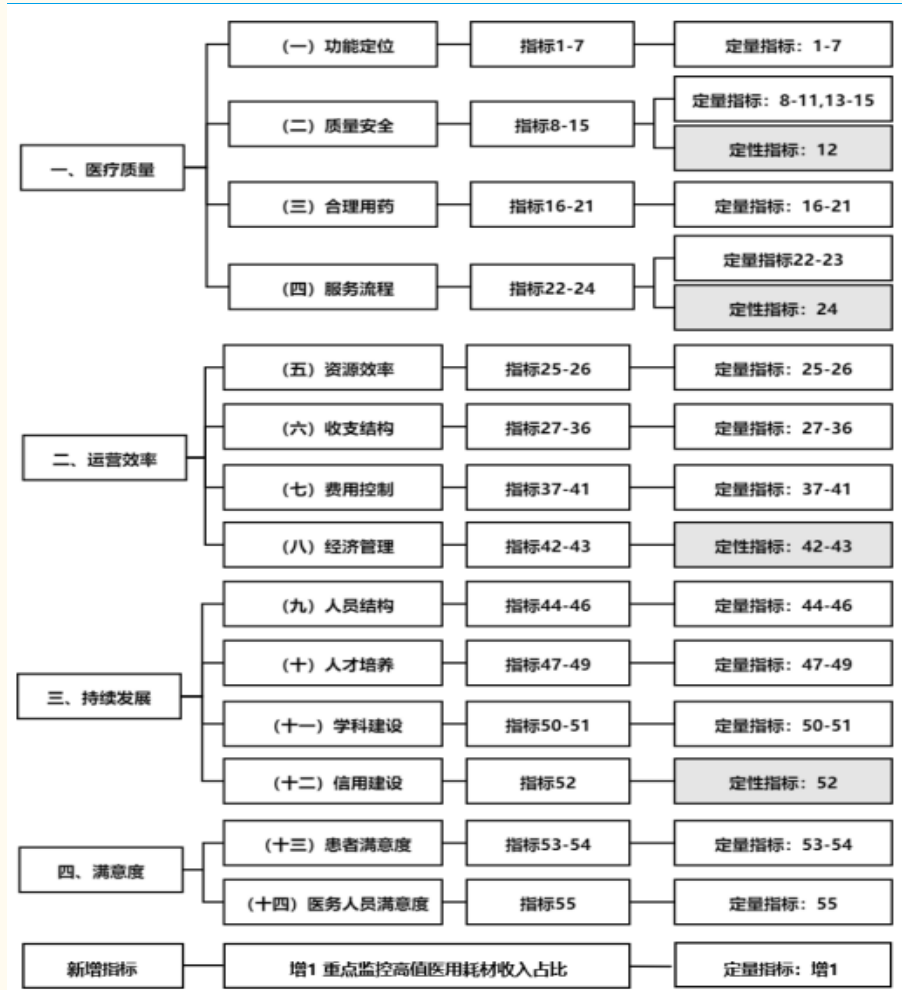 (一) 功能定位
指标1-7
定量指标: 1-7
一、医疗质量
(二) 质量安全
指标8-15
定量指标: 8-11,13-15
定性指标: 12
(三) 合理用药
指标16-21
定量指标: 16-21
(四) 服务流程
指标22-24
定量指标22-23
定性指标: 24
二、运营效率
(五) 资源效率
指标25-26
定量指标: 25-26
(六) 收支结构
指标27-36
定量指标: 27-36
(七) 费用控制
指标37-41
定量指标: 37-41
(八) 经济管理
指标42-43
定性指标: 42-43
三、持续发展
(九) 人员结构
指标44-46
定量指标: 44-46
(十) 人才培养
指标47-49
定量指标: 47-49
(十一) 学科建设
指标50-51
定量指标: 50-51
(十二) 信用建设
指标52
定性指标: 52
四、满意度
(十三) 患者满意度
指标53-54
定量指标: 53-54
(十四) 医务人员满意度
指标55
定量指标: 55
新增指标
增1 重点监控高值医用耗材收入占比
定量指标: 增1